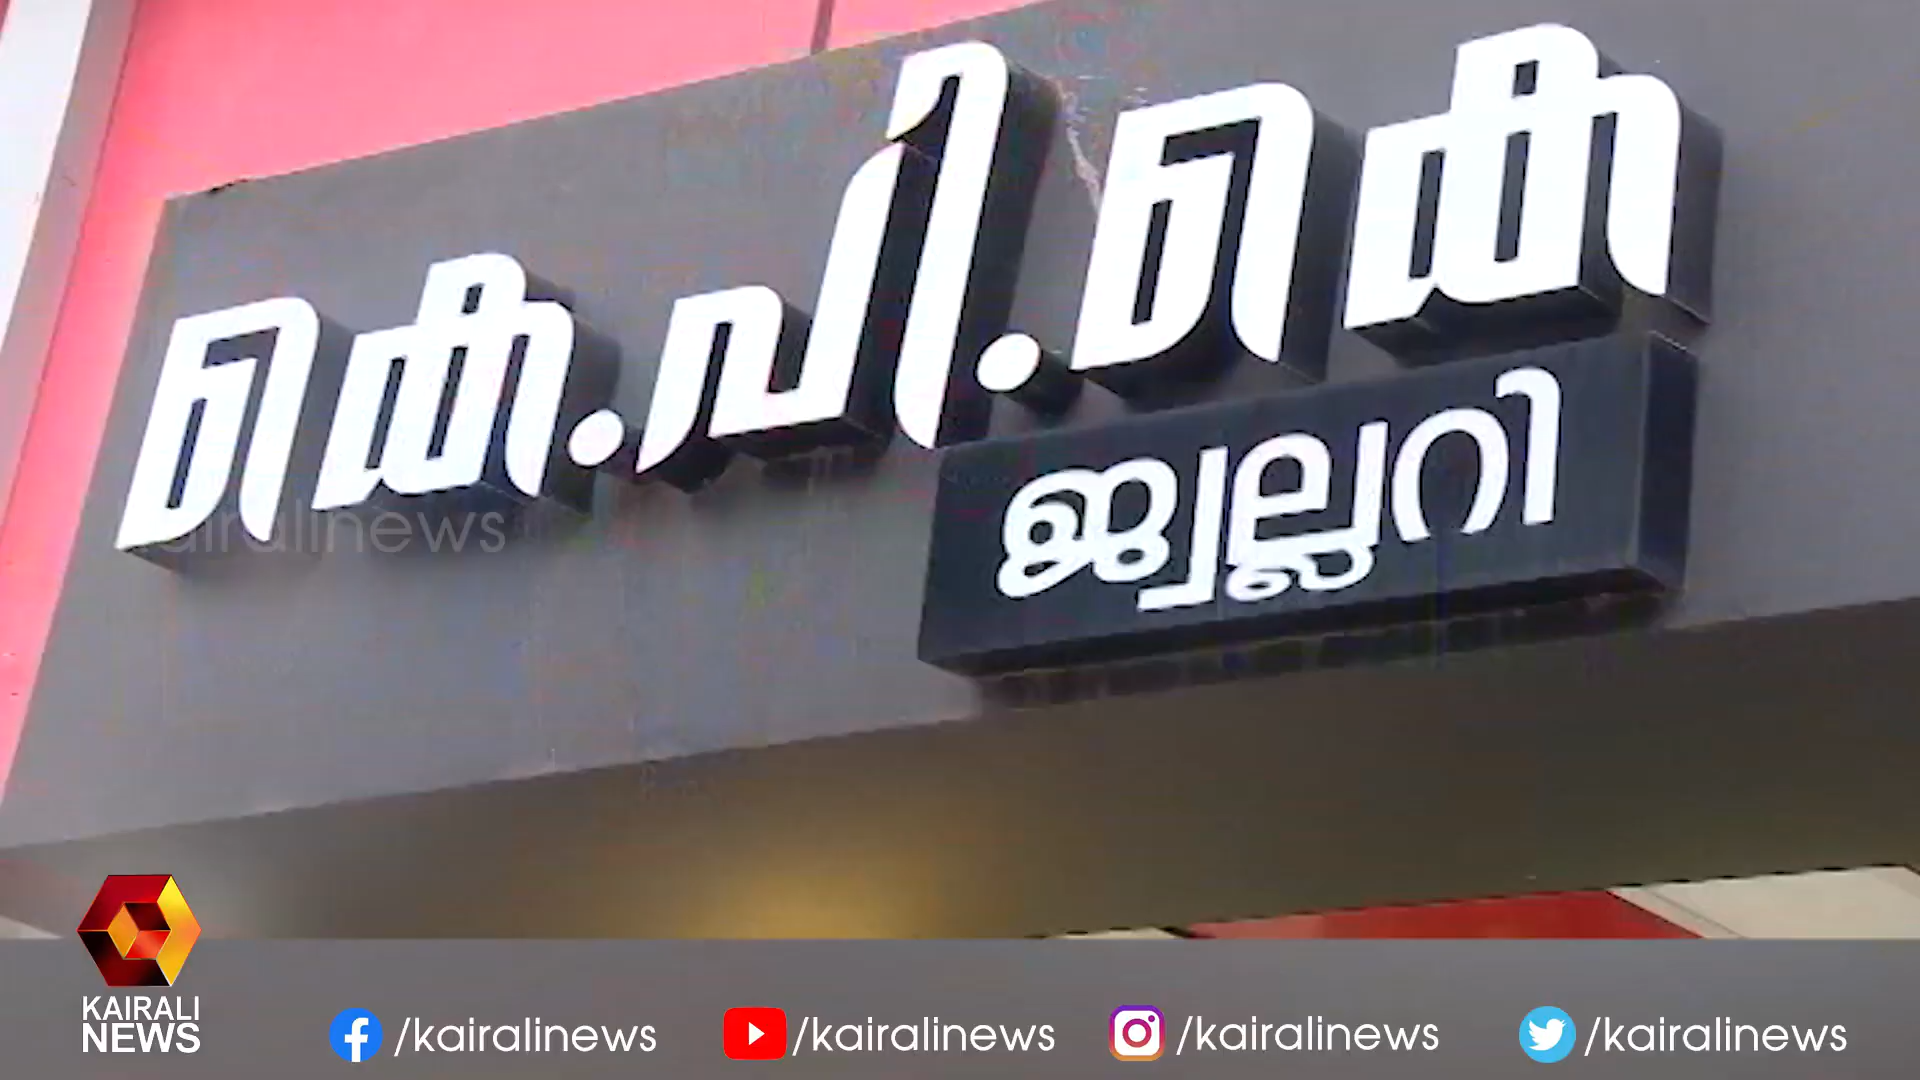 കെ.പി.കെ
ജ്വല്ലറി
kairalinews
KAIRALI
NEWS
/kairalinews
/kairalinews
/kairalinews
/kairalinews